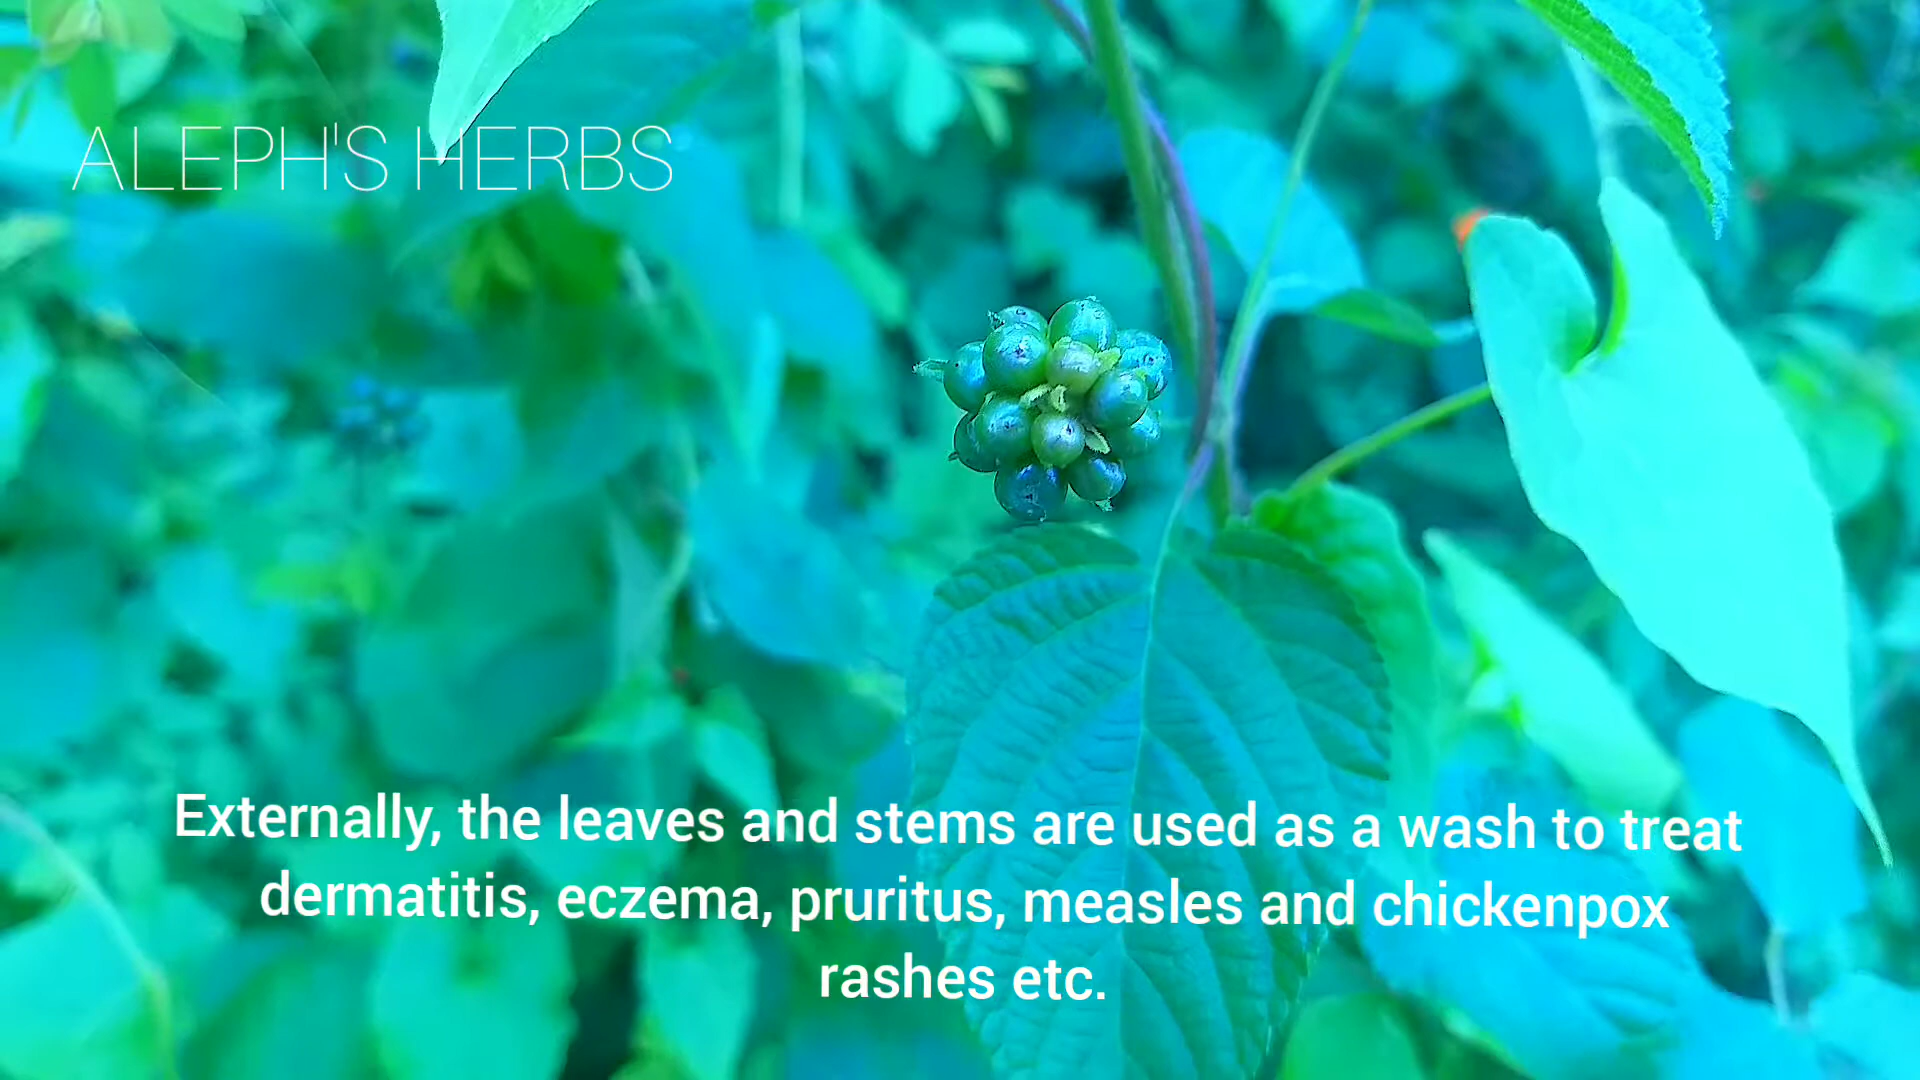 ALEPH'S HERBS
Externally, the leaves and stems are used as a wash to treat
dermatitis, eczema, pruritus, measles and chickenpox
rashes etc.